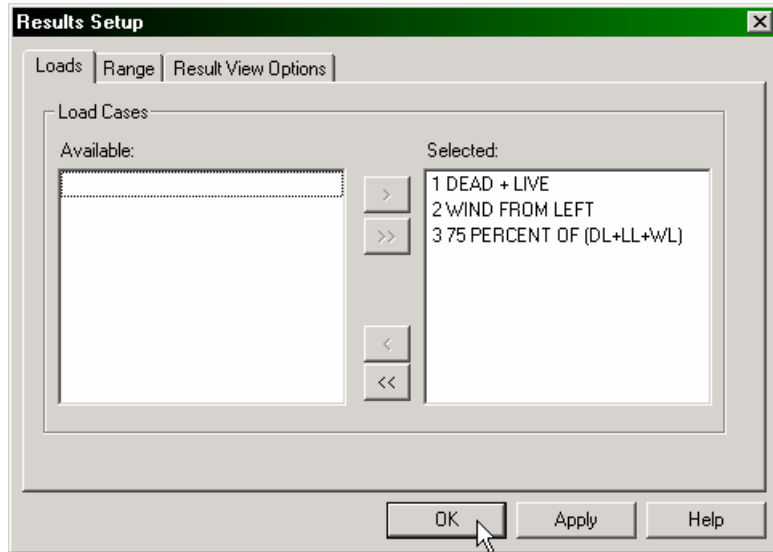 Results Setup
Loads Range Result View Options
Load Cases
Available:
Selected:
1 DEAD + LIVE
2 WIND FROM LEFT
3 75 PERCENT OF (DL+LL+WL)
>
>>
<
<<
OK Apply Help